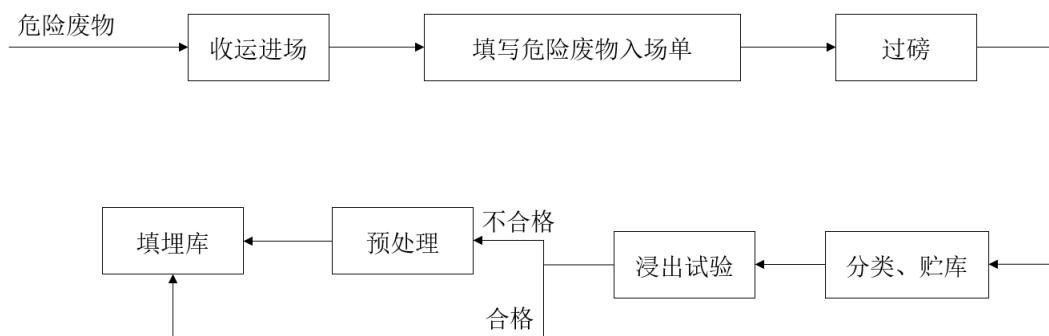 危险废物
收运进场
填写危险废物入场单
过磅
填埋库
预处理
不合格
浸出试验
分类、贮库
合格